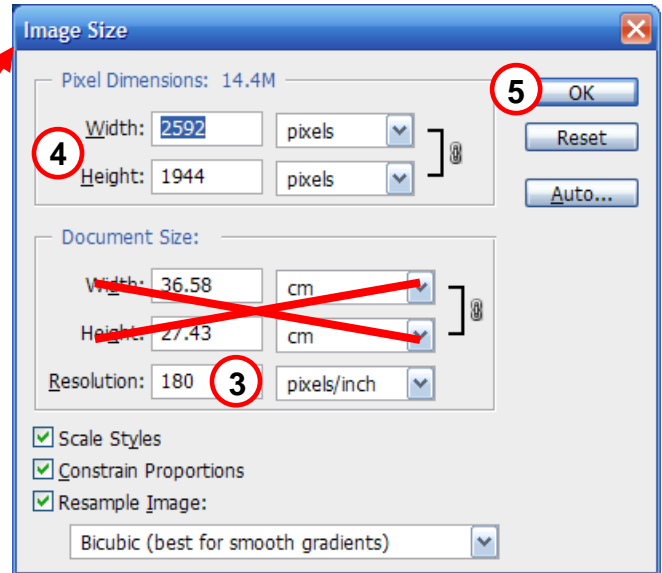 Image Size
Pixel Dimensions: 14.4M
5 OK
Width: 2592 pixels
4
Reset
Height: 1944 pixels
Auto...
Document Size:
Width: 36.58 cm
Height: 27.43 cm
Resolution: 180 3 pixels/inch
Scale Styles
Constrain Proportions
Resample Image:
Bicubic (best for smooth gradients)